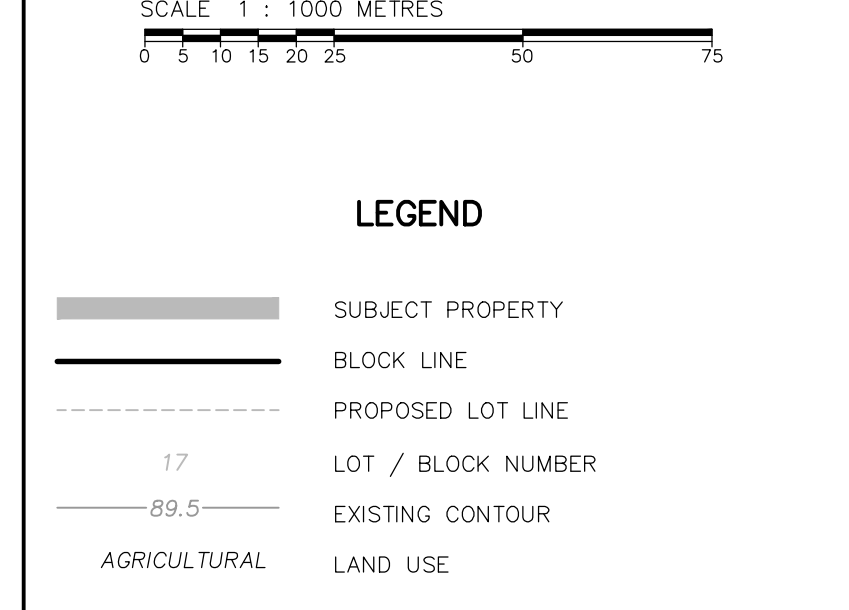 SCALE 1 : 1000 METRES
0 5 10 15 20 25 50 75
LEGEND
SUBJECT PROPERTY
BLOCK LINE
PROPOSED LOT LINE
17 LOT / BLOCK NUMBER
89.5 EXISTING CONTOUR
AGRICULTURAL LAND USE